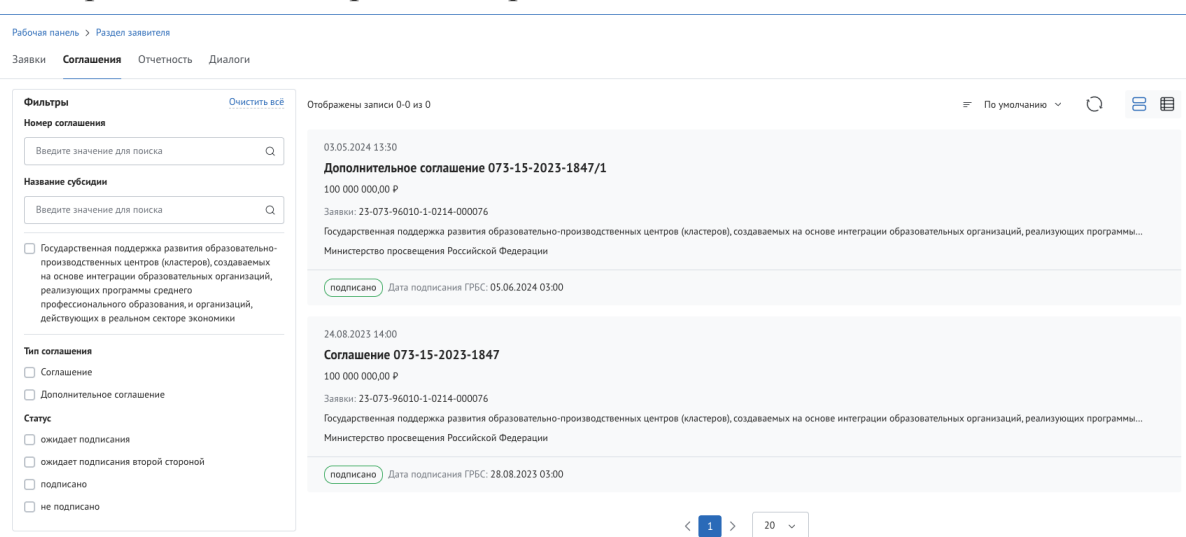 Рабочая панель > Раздел заявителя
Заявки Соглашения Отчетность Диалоги
Фильтры Очистить всё
Номер соглашения
Введите значение для поиска
Название субсидии
Введите значение для поиска
Государственная поддержка развития образовательно-
производственных центров (кластеров), создаваемых
на основе интеграции образовательных организаций,
реализующих программы среднего
профессионального образования, и организаций,
действующих в реальном секторе экономики
Тип соглашения
Соглашение
Дополнительное соглашение
Статус
ожидает подписания
ожидает подписания второй стороной
подписано
не подписано
Отображены записи 0-0 из 0 По умолчанию
03.05.2024 13:30
Дополнительное соглашение 073-15-2023-1847/1
100 000 000,00 ₽
Заявки: 23-073-96010-1-0214-000076
Государственная поддержка развития образовательно-производственных центров (кластеров), создаваемых на основе интеграции образовательных организаций, реализующих программы...
Министерство просвещения Российской Федерации
подписано Дата подписания ГРБС: 05.06.2024 03:00
24.08.2023 14:00
Соглашение 073-15-2023-1847
100 000 000,00 ₽
Заявки: 23-073-96010-1-0214-000076
Государственная поддержка развития образовательно-производственных центров (кластеров), создаваемых на основе интеграции образовательных организаций, реализующих программы...
Министерство просвещения Российской Федерации
подписано Дата подписания ГРБС: 28.08.2023 03:00
< 1 > 20